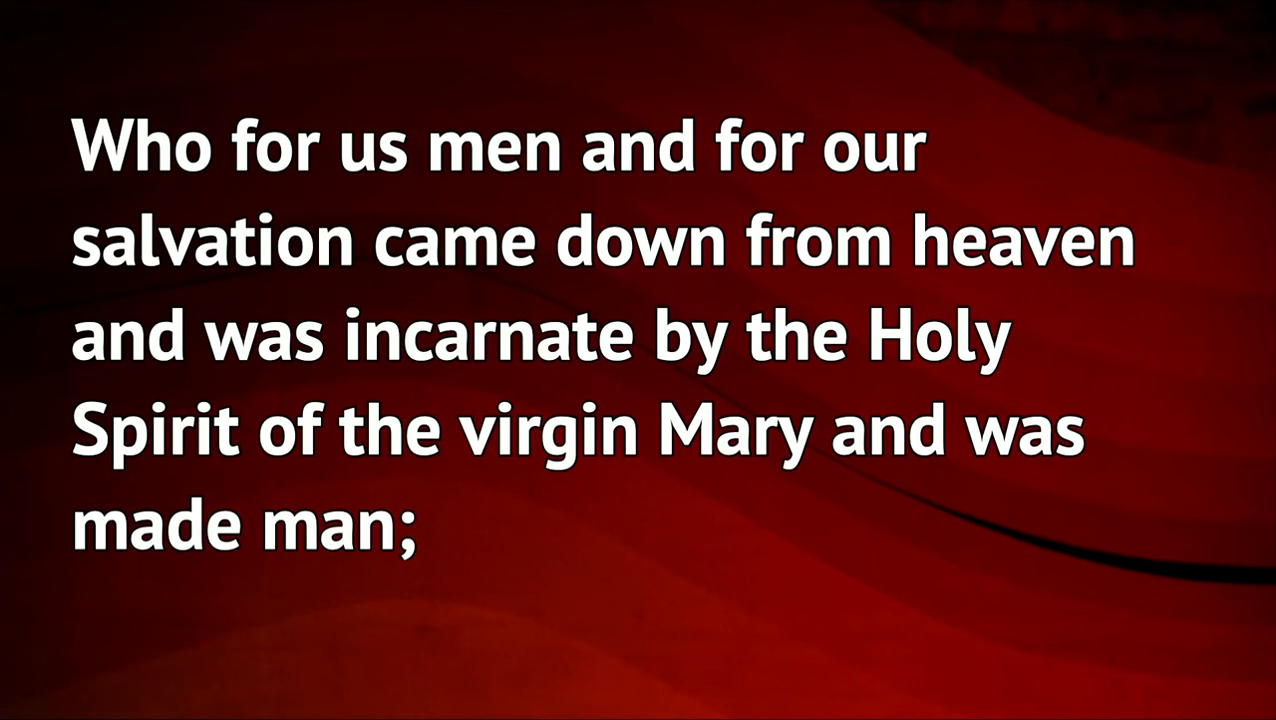 Who for us men and for our
salvation came down from heaven
and was incarnate by the Holy
Spirit of the virgin Mary and was
made man;